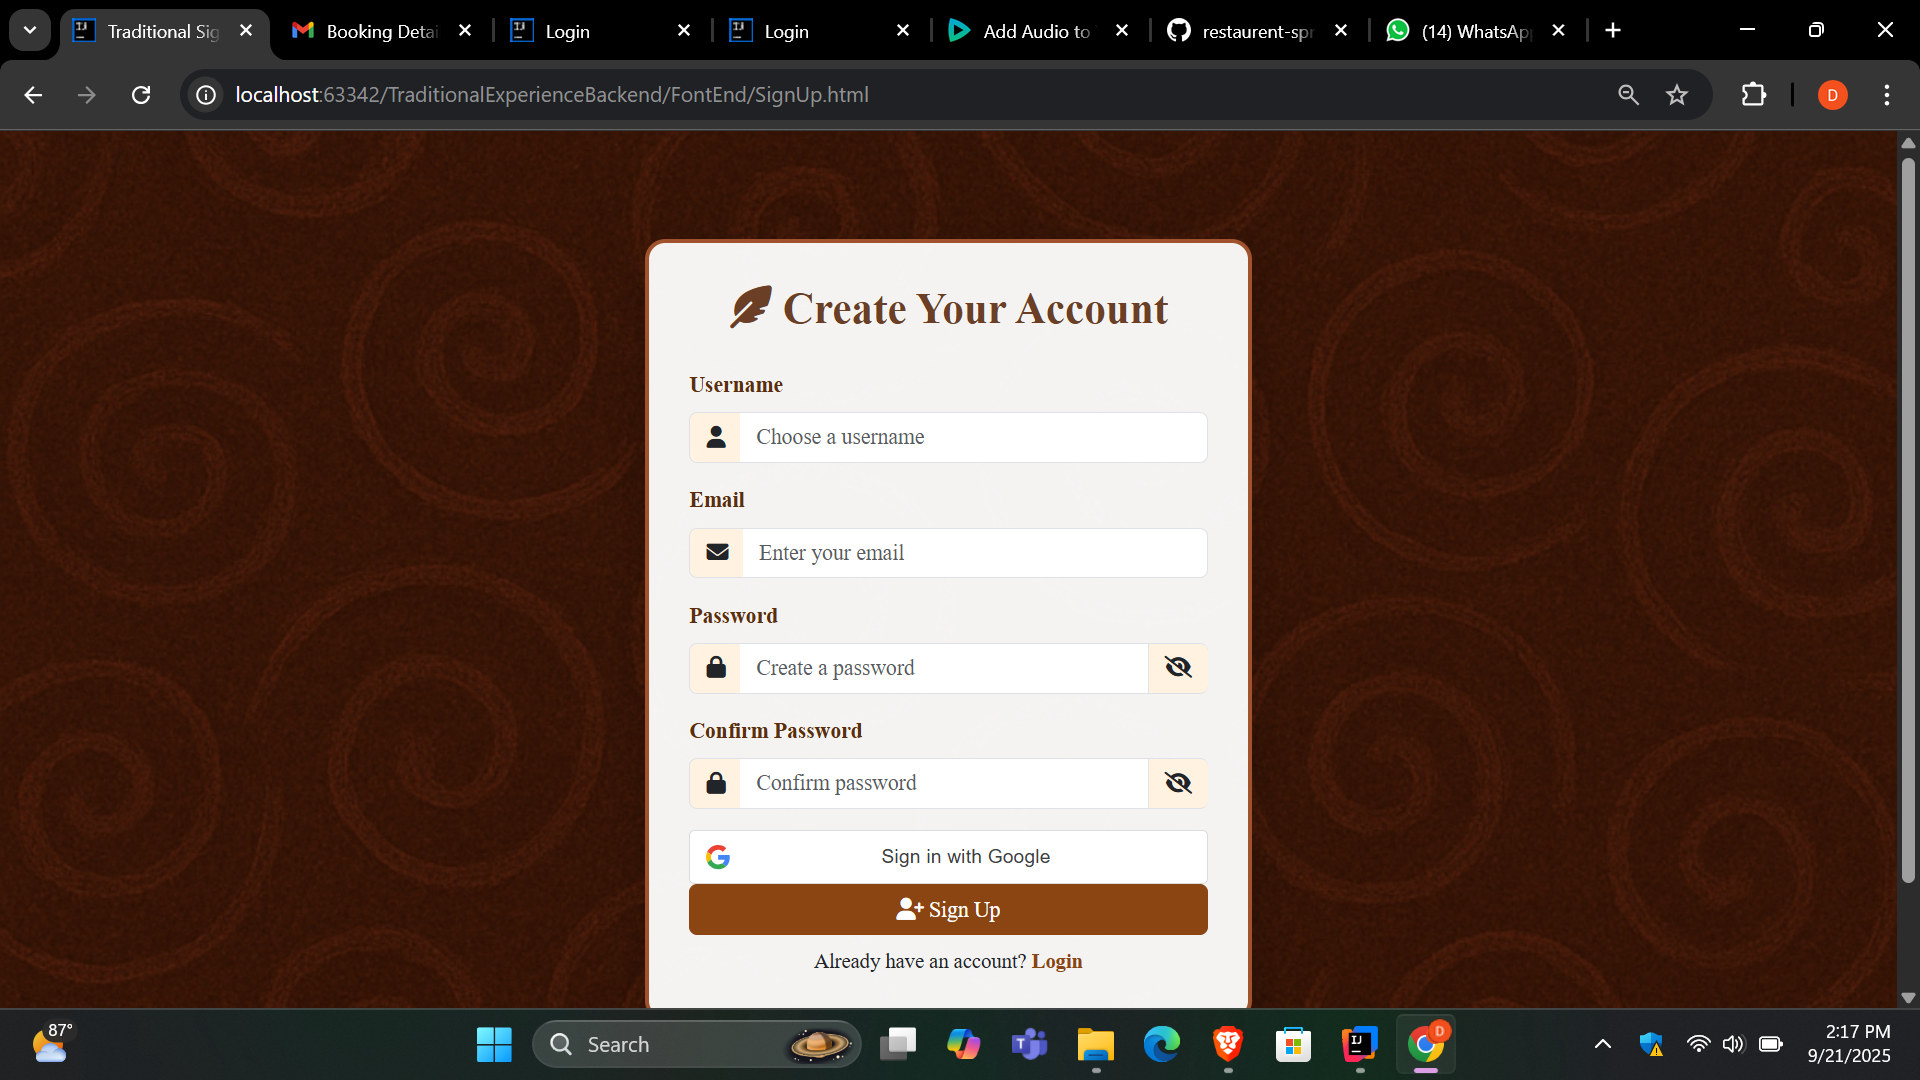 Traditional Sig
Booking Detai
Login
Login
Add Audio to
restaurent-spr
(14) WhatsApp
localhost:63342/TraditionalExperienceBackend/FontEnd/SignUp.html
D
Create Your Account
Username
Choose a username
Email
Enter your email
Password
Create a password
Confirm Password
Confirm password
Sign in with Google
Sign Up
Already have an account? Login
87°
Search
D
2:17 PM
9/21/2025